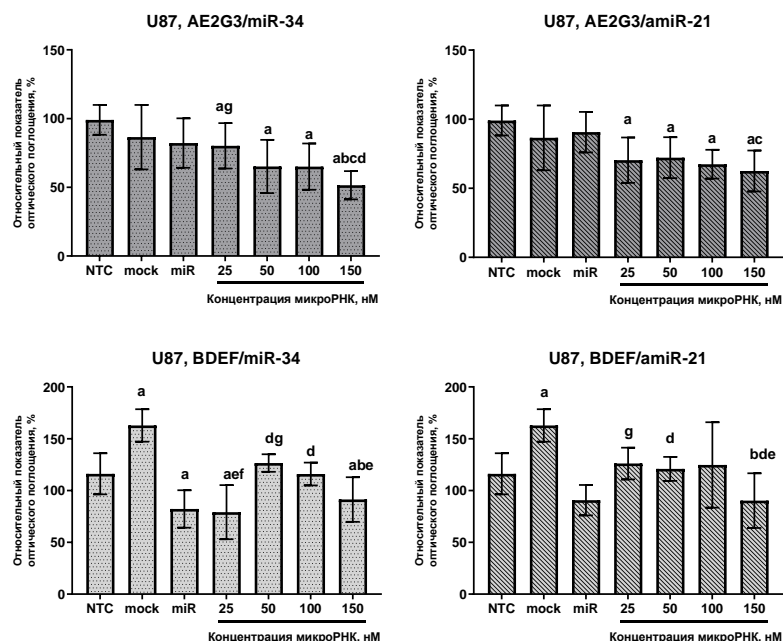 U87, AE2G3/miR-34
Относительный показатель
оптического поглощения, %
150
100
50
0
ag
a
a
abcd
NTC mock miR 25 50 100 150
Концентрация микроРНК, нМ
U87, AE2G3/amiR-21
Относительный показатель
оптического поглощения, %
150
100
50
0
a
a
a
ac
NTC mock miR 25 50 100 150
Концентрация микроРНК, нМ
U87, BDEF/miR-34
Относительный показатель
оптического поглощения, %
200
150
100
50
0
a
a
aef
dg
d
abe
NTC mock miR 25 50 100 150
Концентрация микроРНК, нМ
U87, BDEF/amiR-21
Относительный показатель
оптического поглощения, %
200
150
100
50
0
a
g
d
bde
NTC mock miR 25 50 100 150
Концентрация микроРНК, нМ